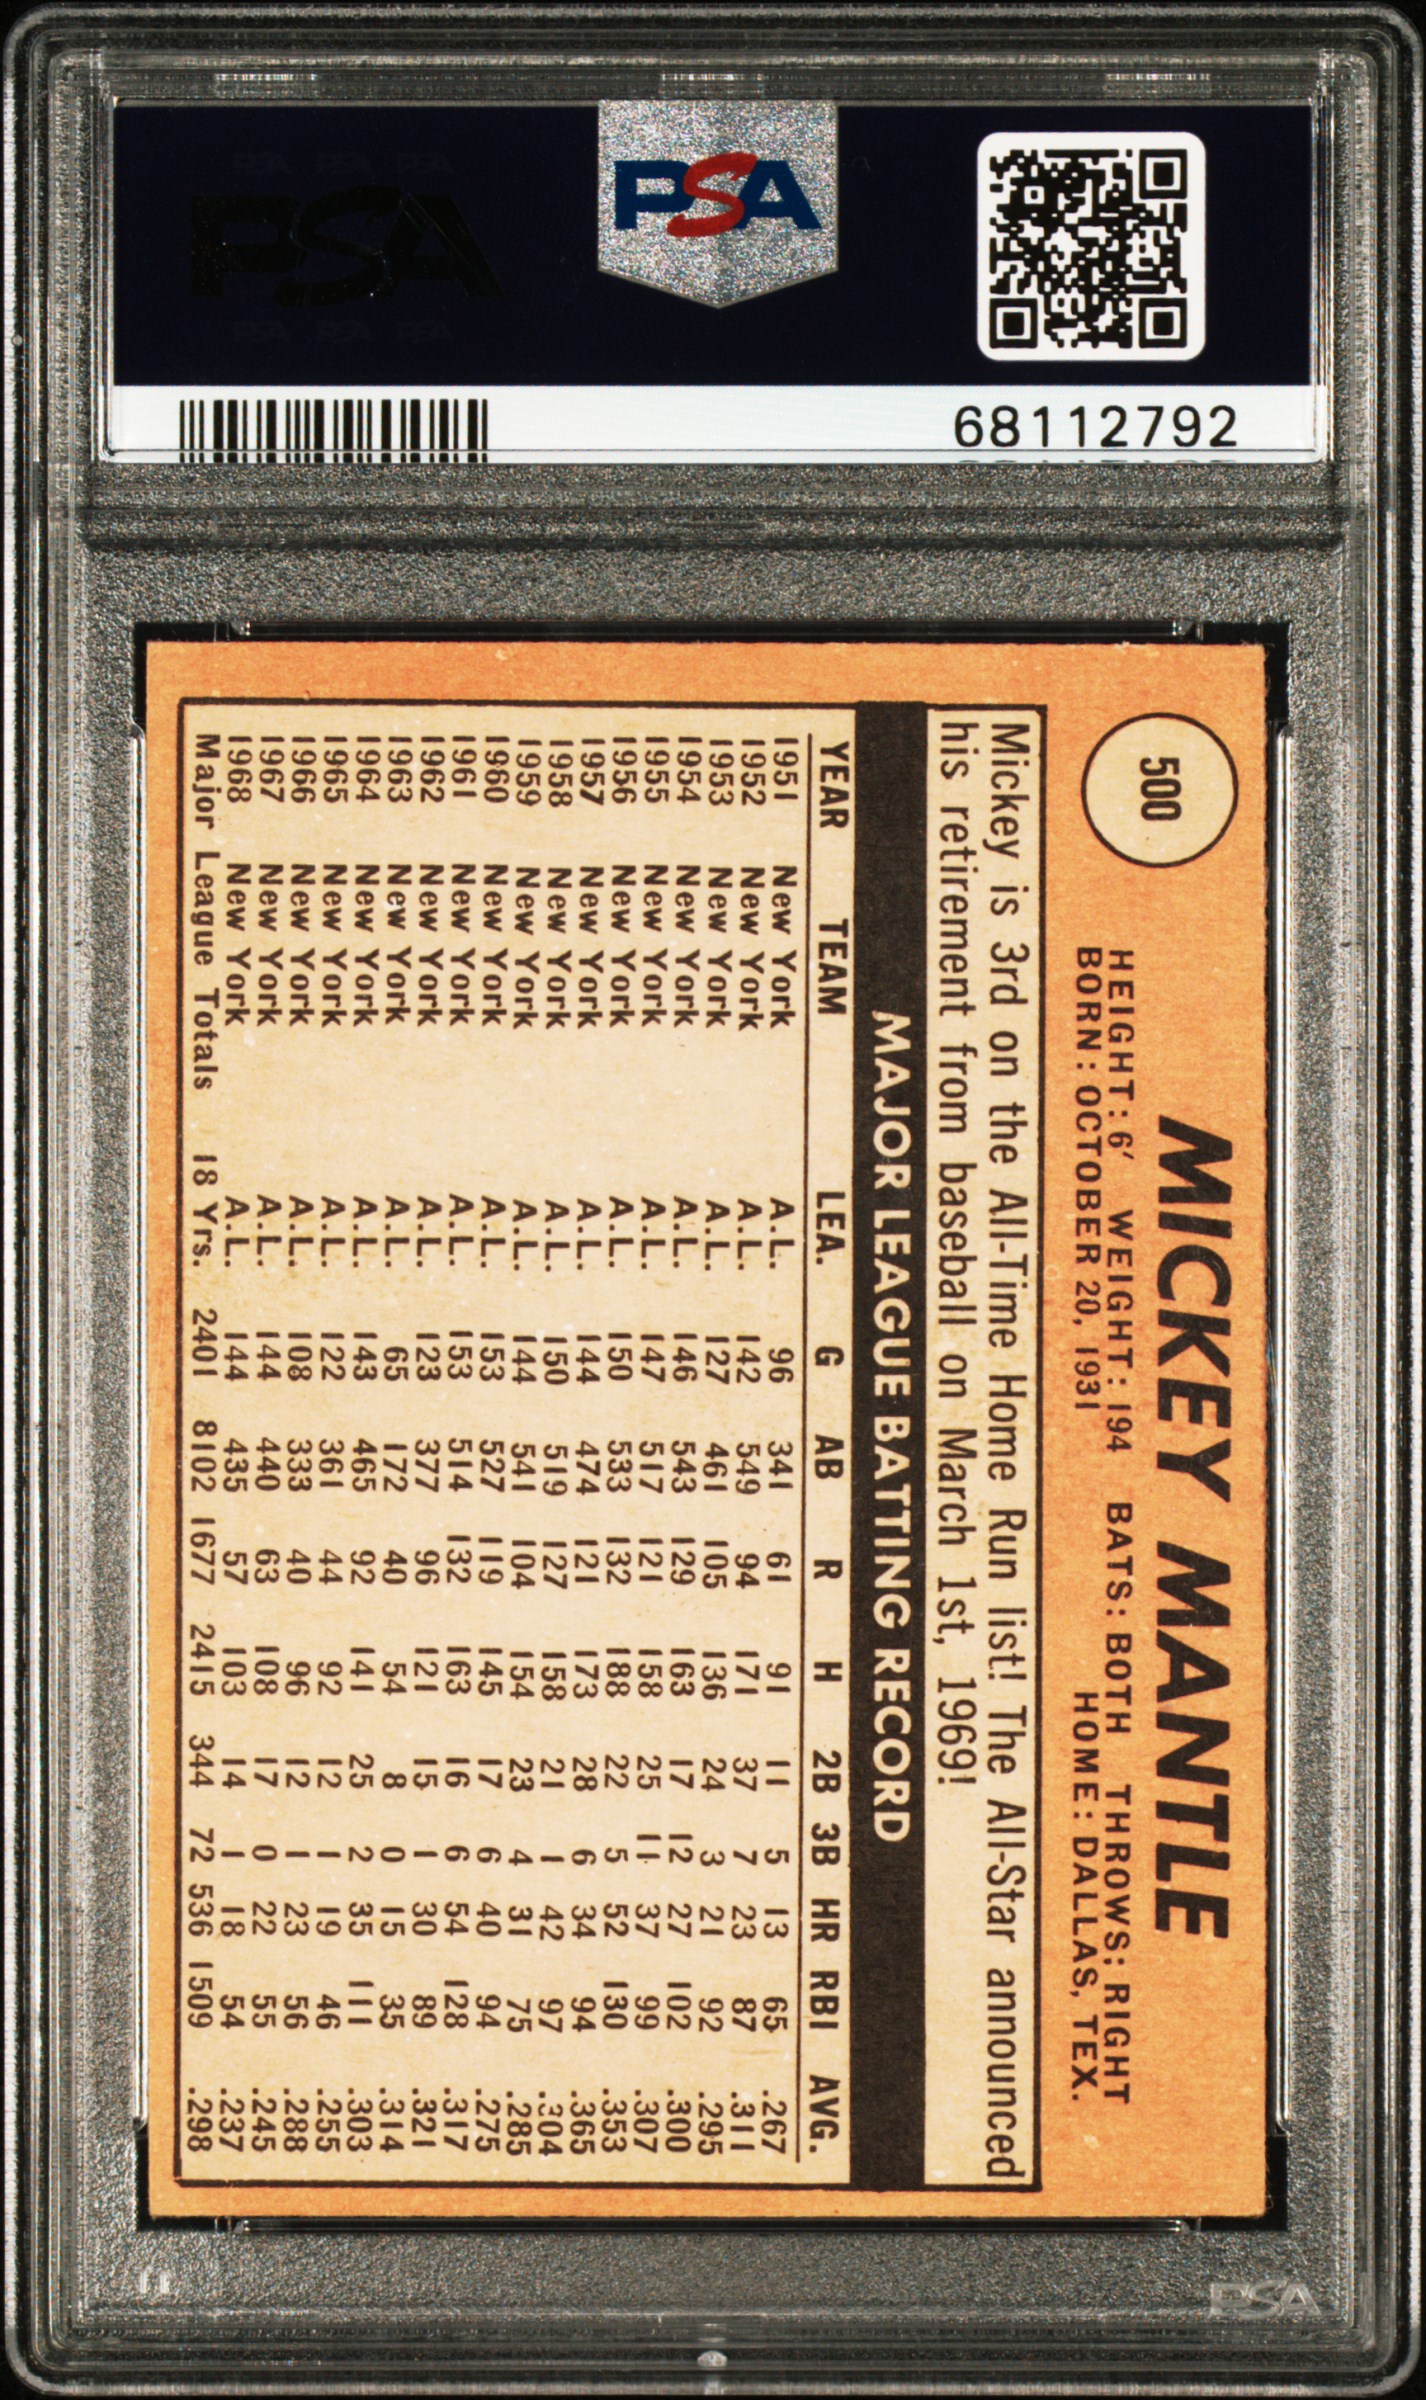 PSA
PSA
68112792
500
MICKEY MANTLE
HEIGHT: 6' WEIGHT: 194 BATS: BOTH THROWS: RIGHT
BORN: OCTOBER 20, 1931 HOME: DALLAS, TEX.
Mickey is 3rd on the All-Time Home Run list! The All-Star announced
his retirement from baseball on March 1st, 1969!
MAJOR LEAGUE BATTING RECORD
YEAR TEAM LEA. G AB R H 2B 3B HR RBI AVG.
1951 New York A.L. 96 341 61 91 11 5 13 65 .267
1952 New York A.L. 142 549 94 171 37 7 23 87 .311
1953 New York A.L. 127 461 105 136 24 3 21 92 .295
1954 New York A.L. 146 543 129 163 17 12 27 102 .300
1955 New York A.L. 147 517 121 158 25 11 37 99 .307
1956 New York A.L. 150 533 132 188 22 5 52 130 .353
1957 New York A.L. 144 474 121 173 28 6 34 94 .365
1958 New York A.L. 150 519 127 158 21 1 42 97 .304
1959 New York A.L. 144 541 104 154 23 4 31 75 .285
1960 New York A.L. 153 527 119 145 17 6 40 94 .275
1961 New York A.L. 153 514 132 163 16 6 54 128 .317
1962 New York A.L. 123 377 96 121 15 1 30 89 .321
1963 New York A.L. 65 172 40 54 8 0 15 35 .314
1964 New York A.L. 143 465 92 141 25 2 35 111 .303
1965 New York A.L. 122 361 44 92 12 1 19 46 .255
1966 New York A.L. 108 333 40 96 12 1 23 56 .288
1967 New York A.L. 144 440 63 108 17 0 22 55 .245
1968 New York A.L. 144 435 57 103 14 1 18 54 .237
Major League Totals 18 Yrs. 2401 8102 1677 2415 344 72 536 1509 .298
PSA